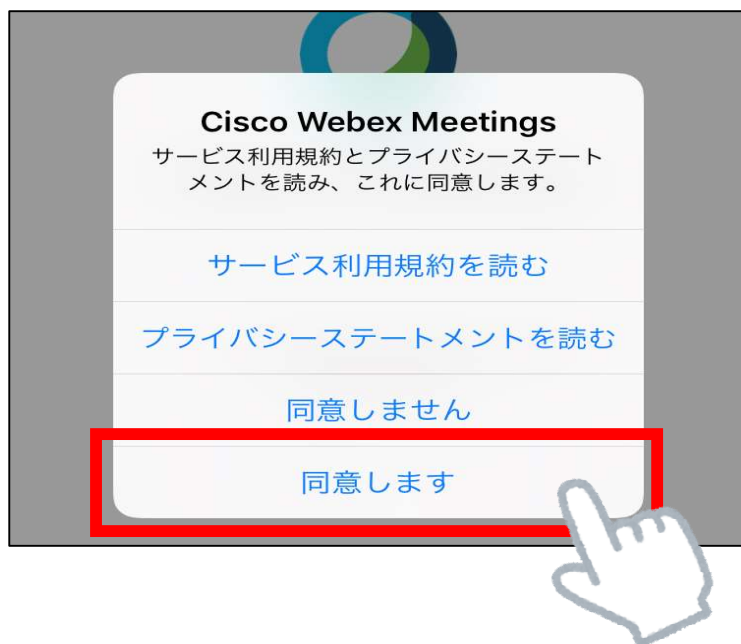 Cisco Webex Meetings
サービス利用規約とプライバシーステート
メントを読み、これに同意します。
サービス利用規約を読む
プライバシーステートメントを読む
同意しません
同意します